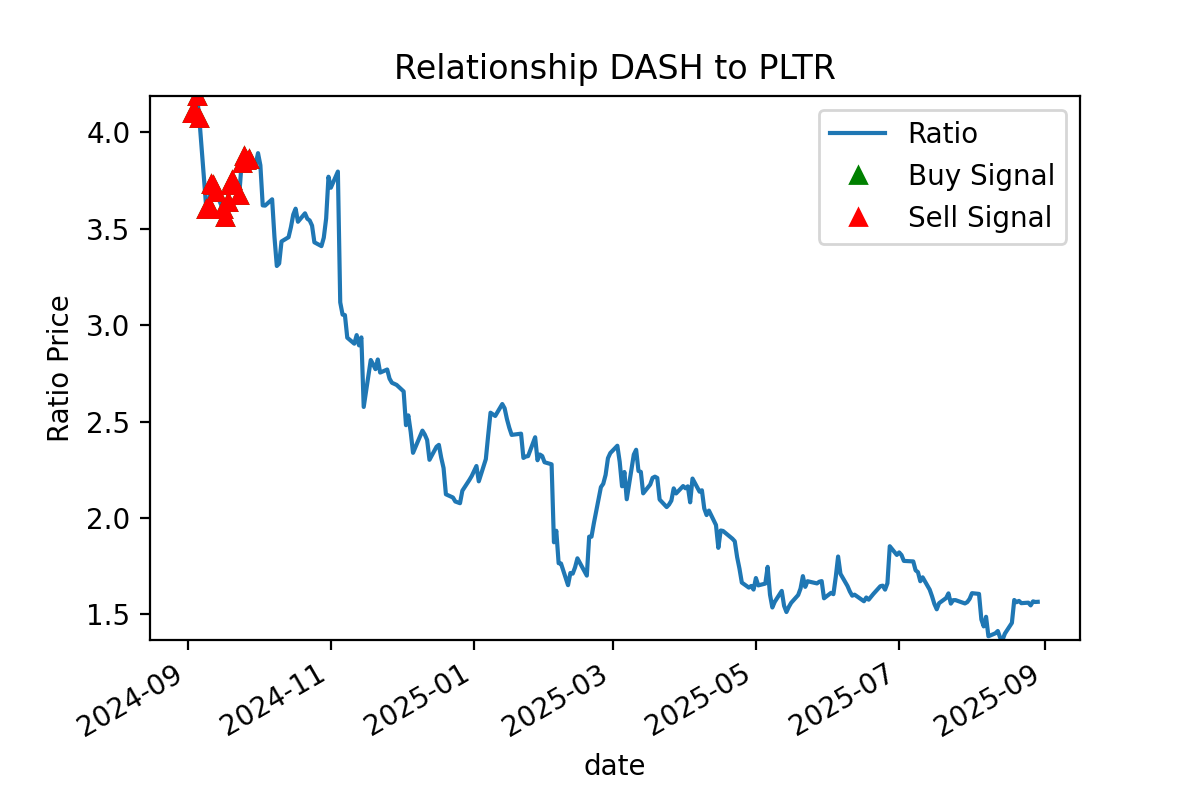 Relationship DASH to PLTR
Ratio
Buy Signal
Sell Signal
Ratio Price
4.0
3.5
3.0
2.5
2.0
1.5
2024-09
2024-11
2025-01
2025-03
2025-05
2025-07
2025-09
date